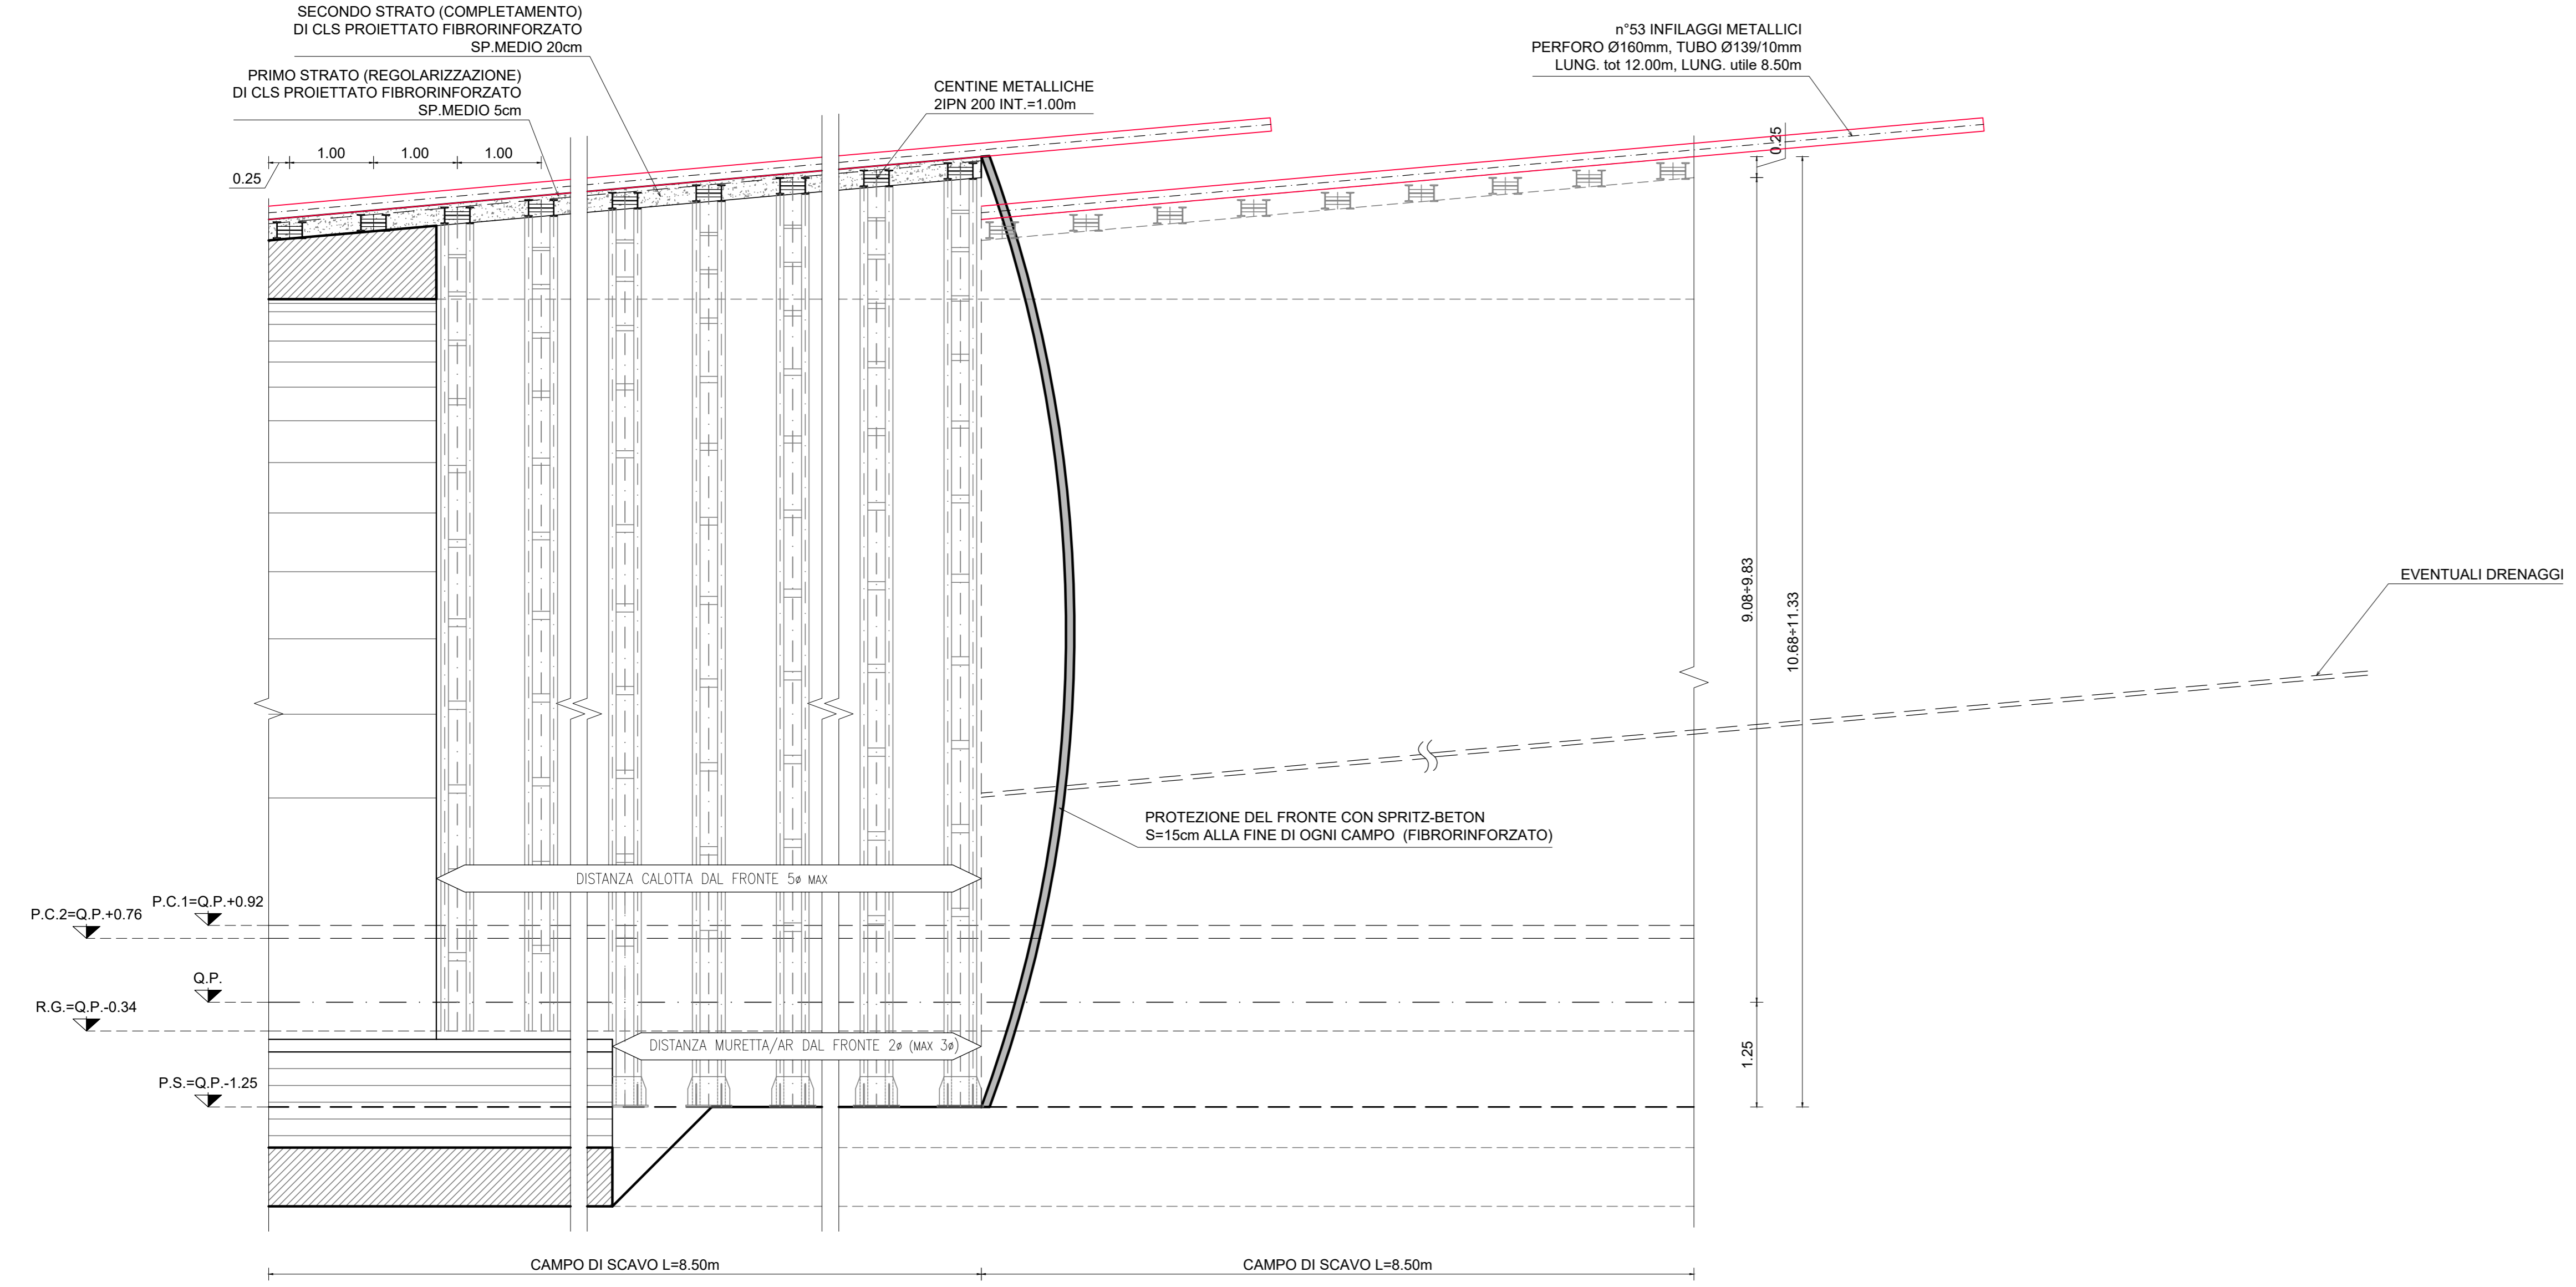 SECONDO STRATO (COMPLETAMENTO)
DI CLS PROIETTATO FIBRORINFORZATO
SP.MEDIO 20cm
PRIMO STRATO (REGOLARIZZAZIONE)
DI CLS PROIETTATO FIBRORINFORZATO
SP.MEDIO 5cm
CENTINE METALLICHE
2IPN 200 INT.=1.00m
n°53 INFILAGGI METALLICI
PERFORO Ø160mm, TUBO Ø139/10mm
LUNG. tot 12.00m, LUNG. utile 8.50m
1.00
1.00
1.00
0.25
0.25
9.08÷9.83
10.68÷11.33
1.25
EVENTUALI DRENAGGI
PROTEZIONE DEL FRONTE CON SPRITZ-BETON
S=15cm ALLA FINE DI OGNI CAMPO (FIBRORINFORZATO)
DISTANZA CALOTTA DAL FRONTE 5ø MAX
P.C.1=Q.P.+0.92
P.C.2=Q.P.+0.76
Q.P.
R.G.=Q.P.-0.34
DISTANZA MURETTA/AR DAL FRONTE 2ø (MAX 3ø)
P.S.=Q.P.-1.25
CAMPO DI SCAVO L=8.50m
CAMPO DI SCAVO L=8.50m